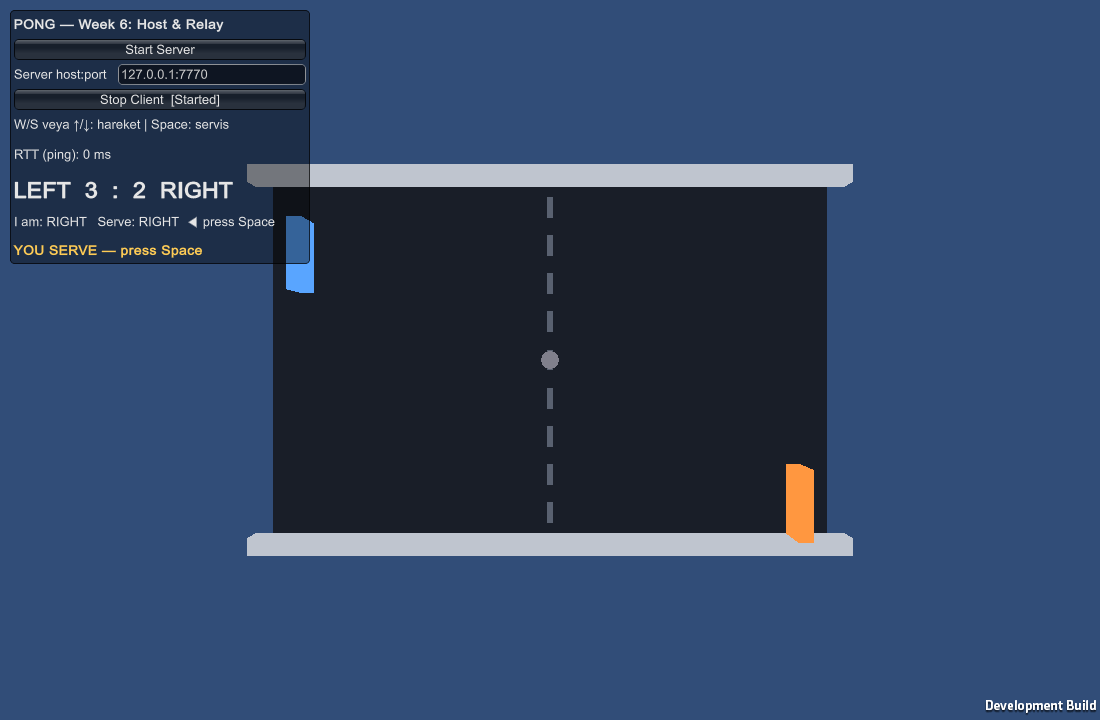 PONG — Week 6: Host & Relay
Start Server
Server host:port 127.0.0.1:7770
Stop Client [Started]
W/S veya ↑/↓: hareket | Space: servis
RTT (ping): 0 ms
LEFT 3 : 2 RIGHT
I am: RIGHT Serve: RIGHT ◀ press Space
YOU SERVE — press Space
Development Build